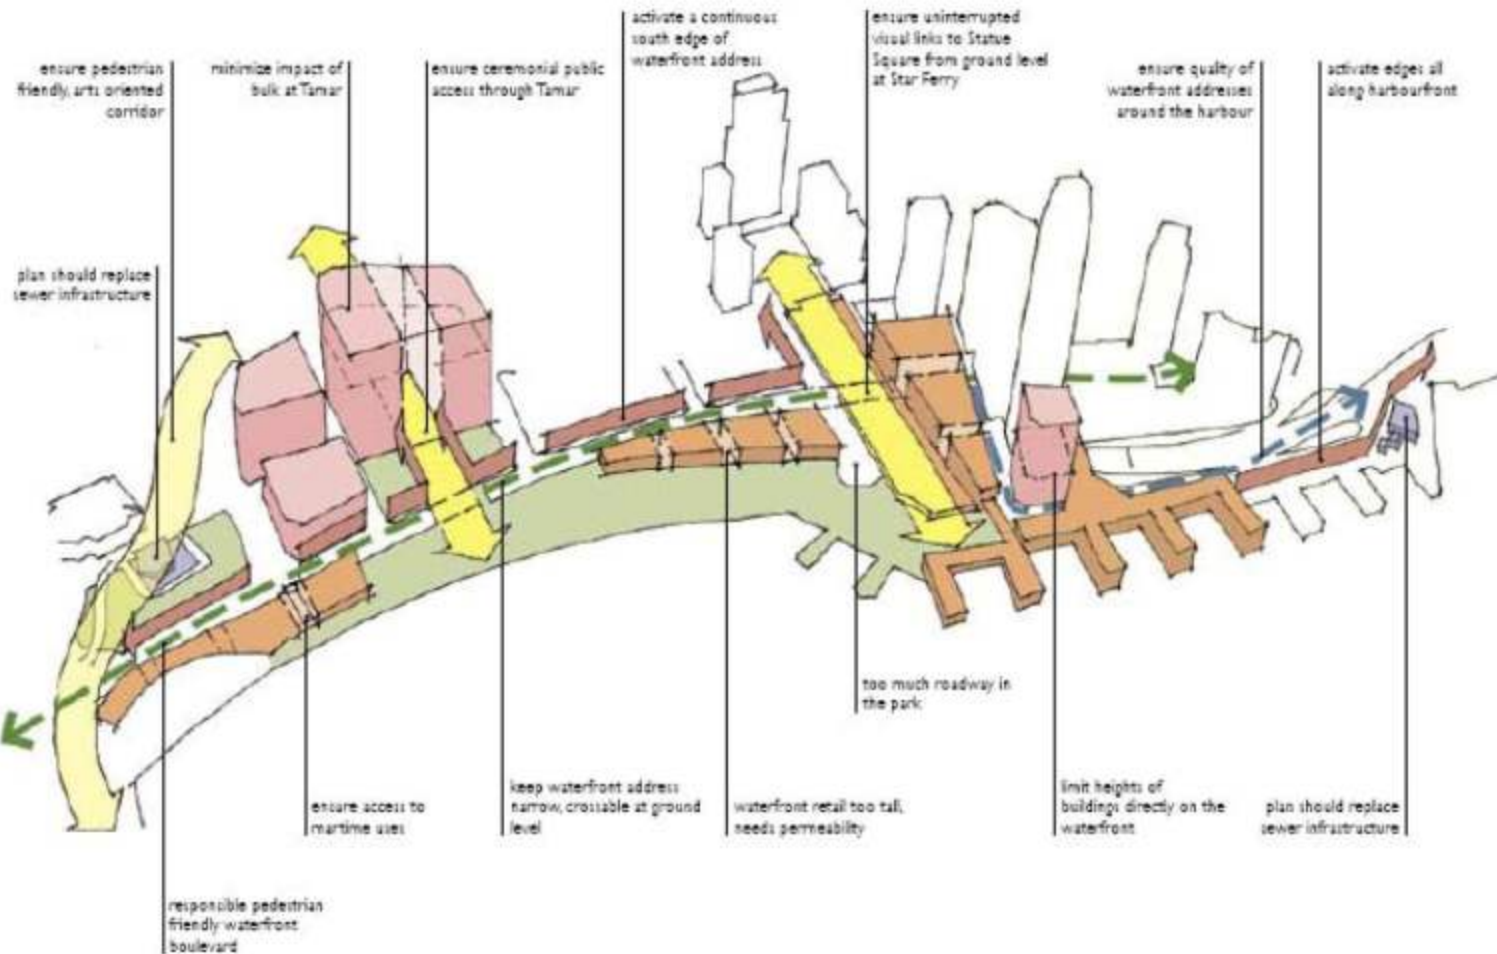 activate a continuous
south edge of
waterfront address
ensure uninterrupted
visual links to Statue
Square from ground level
at Star Ferry
ensure pedestrian
friendly, arts oriented
corridor
minimize impact of
bulk at Tamar
ensure ceremonial public
access through Tamar
ensure quality of
waterfront addresses
around the harbour
activate edges all
along harbourfront
plan should replace
sewer infrastructure
too much roadway in
the park
ensure access to
martime uses
keep waterfront address
narrow, crossable at ground
level
waterfront retail too tall,
needs permeability
limit heights of
buildings directly on the
waterfront
plan should replace
sewer infrastructure
responsible pedestrian
friendly waterfront
boulevard